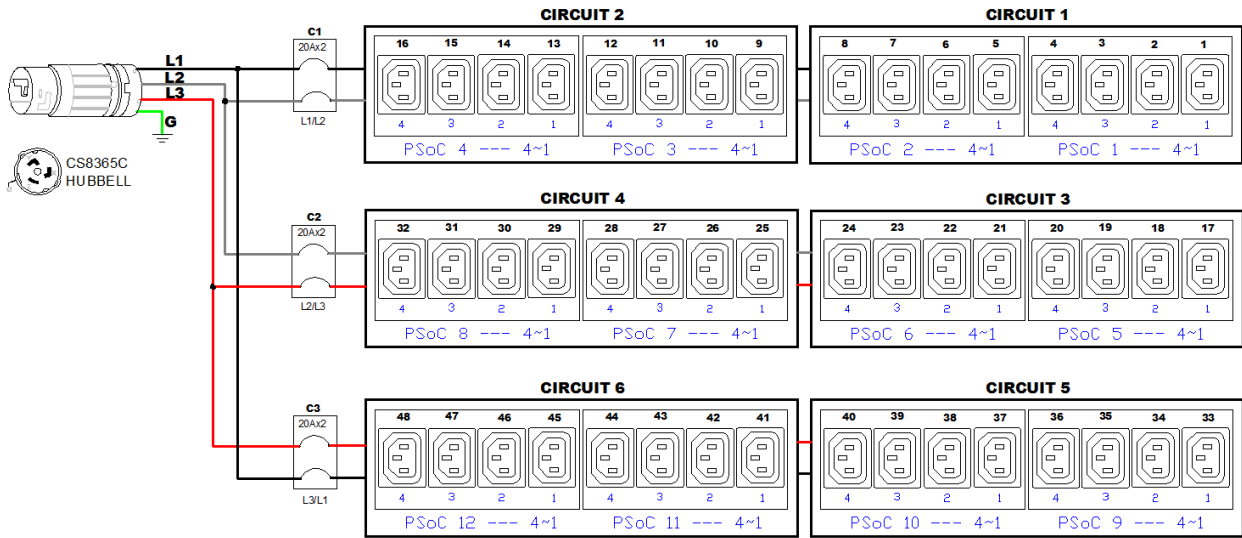 CIRCUIT 2
CIRCUIT 1
C1
20Ax2
L1
L2
L3
G
L1/L2
16 15 14 13 12 11 10 9
8 7 6 5 4 3 2 1
4 3 2 1 4 3 2 1
4 3 2 1 4 3 2 1
PSoC 4 --- 4~1 PSoC 3 --- 4~1
PSoC 2 --- 4~1 PSoC 1 --- 4~1
CS8365C
HUBBELL
CIRCUIT 4
CIRCUIT 3
C2
20Ax2
L2/L3
32 31 30 29 28 27 26 25
24 23 22 21 20 19 18 17
4 3 2 1 4 3 2 1
4 3 2 1 4 3 2 1
PSoC 8 --- 4~1 PSoC 7 --- 4~1
PSoC 6 --- 4~1 PSoC 5 --- 4~1
CIRCUIT 6
CIRCUIT 5
C3
20Ax2
L3/L1
48 47 46 45 44 43 42 41
40 39 38 37 36 35 34 33
4 3 2 1 4 3 2 1
4 3 2 1 4 3 2 1
PSoC 12 --- 4~1 PSoC 11 --- 4~1
PSoC 10 --- 4~1 PSoC 9 --- 4~1